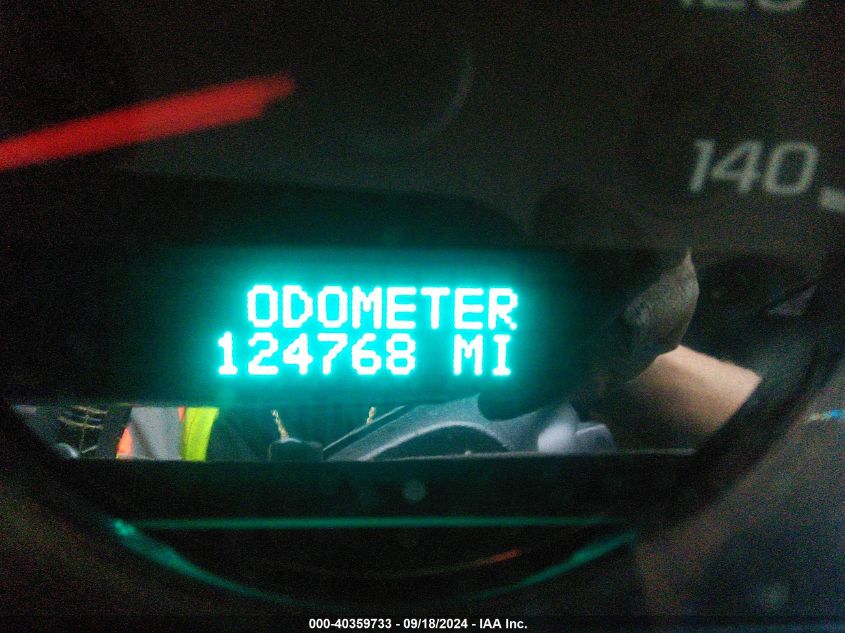 140
ODOMETER
124768 MI
000-40359733 - 09/18/2024 - IAA Inc.